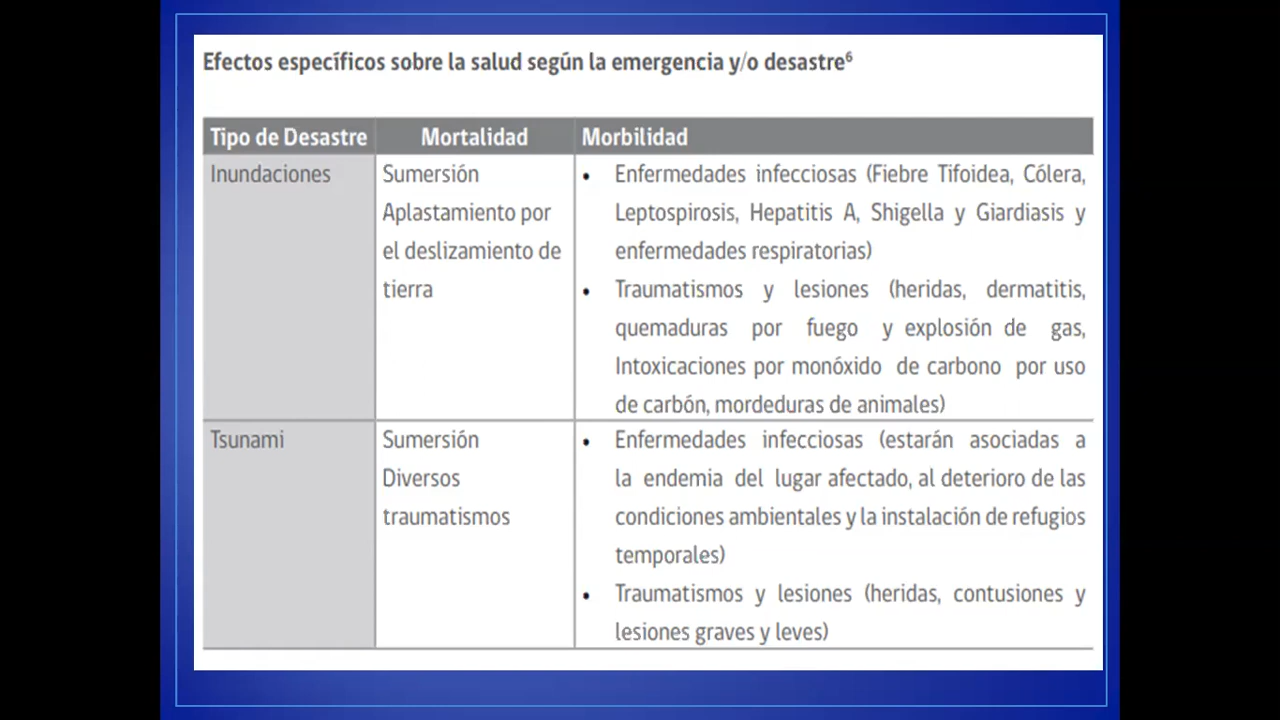 Efectos específicos sobre la salud según la emergencia y/o desastre⁶
Tipo de Desastre
Mortalidad
Morbilidad
Inundaciones
Sumersión
Aplastamiento por
el deslizamiento de
tierra
• Enfermedades infecciosas (Fiebre Tifoidea, Cólera,
Leptospirosis, Hepatitis A, Shigella y Giardiasis y
enfermedades respiratorias)
• Traumatismos y lesiones (heridas, dermatitis,
quemaduras por fuego y explosión de gas,
Intoxicaciones por monóxido de carbono por uso
de carbón, mordeduras de animales)
Tsunami
Sumersión
Diversos
traumatismos
• Enfermedades infecciosas (estarán asociadas a
la endemia del lugar afectado, al deterioro de las
condiciones ambientales y la instalación de refugios
temporales)
• Traumatismos y lesiones (heridas, contusiones y
lesiones graves y leves)